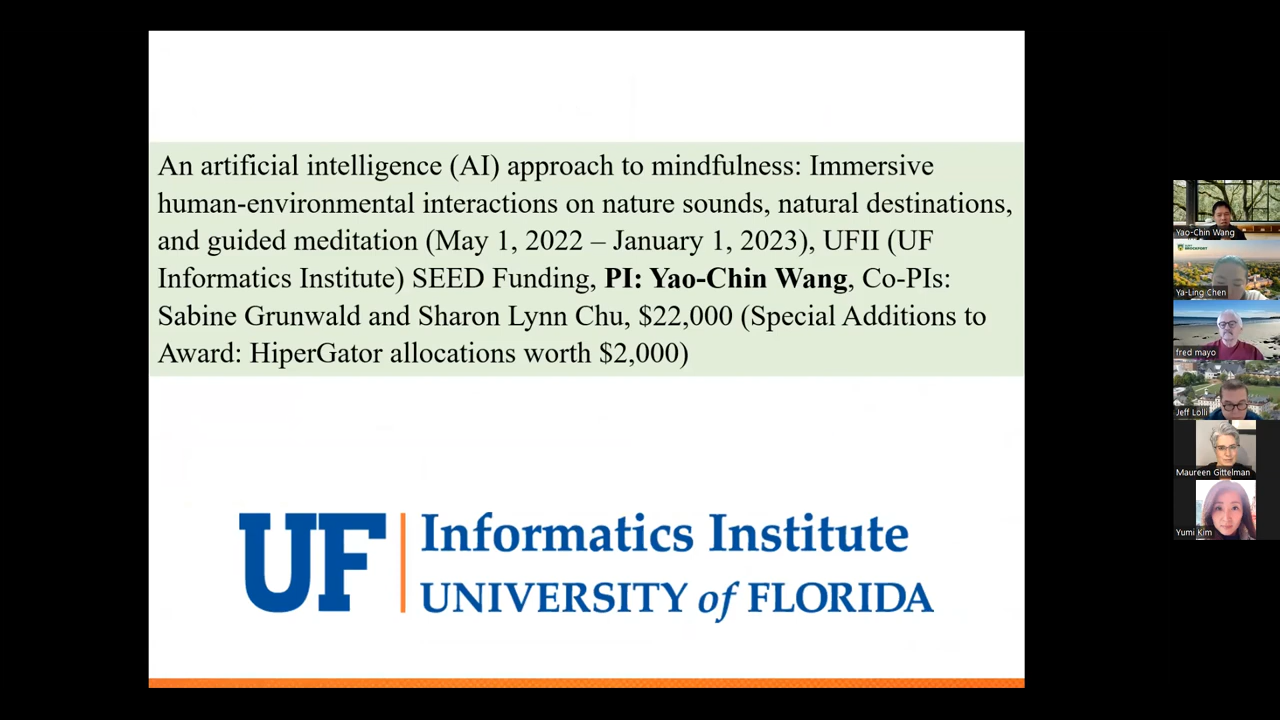 An artificial intelligence (AI) approach to mindfulness: Immersive
human-environmental interactions on nature sounds, natural destinations,
and guided meditation (May 1, 2022 – January 1, 2023), UFII (UF
Informatics Institute) SEED Funding, PI: Yao-Chin Wang, Co-PIs:
Sabine Grunwald and Sharon Lynn Chu, $22,000 (Special Additions to
Award: HiperGator allocations worth $2,000)
UF
Informatics Institute
UNIVERSITY of FLORIDA
Yao-Chin Wang
BROCKPORT
Ya-Ling Chen
fred mayo
Jeff Lolli
Maureen Gittelman
Yumi Kim